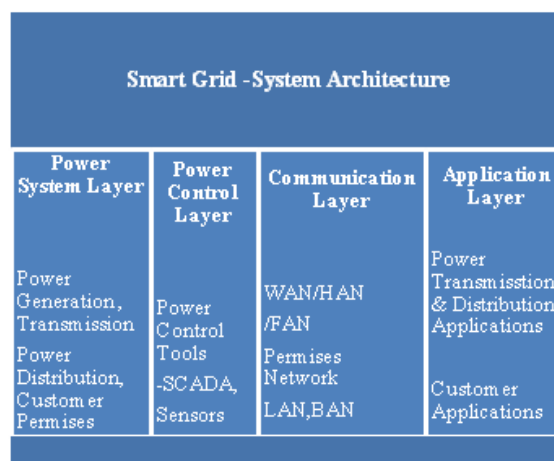 Smart Grid -System Architecture
Power
System Layer
Power
Generation,
Transmission
Power
Distribution,
Customer
Permises
Power
Control
Layer
Power
Control
Tools
-SCADA,
Sensors
Communication
Layer
WAN/HAN
/FAN
Permises
Network
LAN,BAN
Application
Layer
Power
Transmisstion
& Distribution
Applications
Customer
Applications